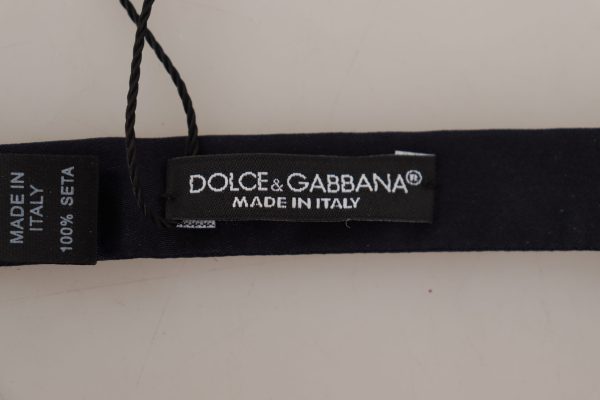 MADE IN
ITALY
100% SETA
DOLCE & GABBANA®
MADE IN ITALY